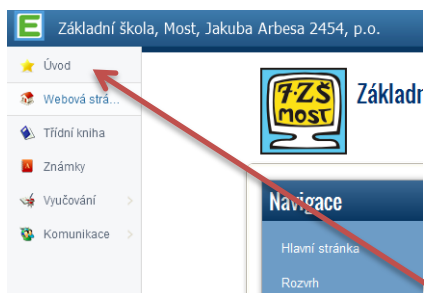 E Základní škola, Most, Jakuba Arbesa 2454, p.o.
Úvod
Webová strá...
Třídní kniha
Známky
Vyučování
Komunikace
7.ZŠ
MOST
Základn
Navigace
Hlavní stránka
Rozvrh